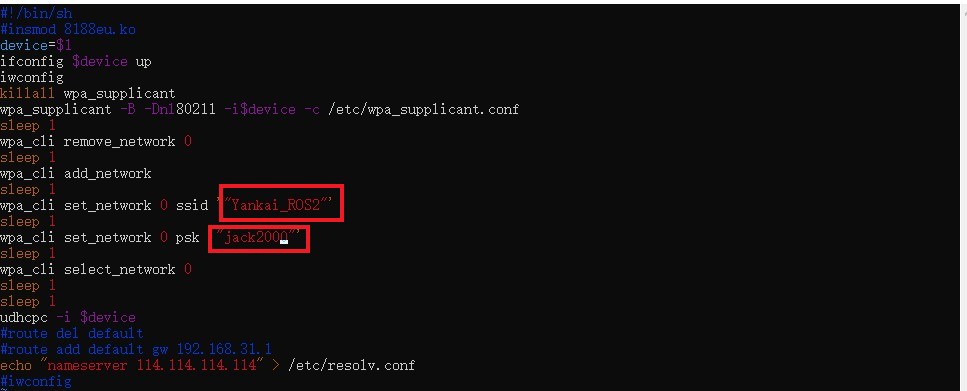 #!/bin/sh
#insmod 8188eu.ko
device=$1
ifconfig $device up
iwconfig
killall wpa_supplicant
wpa_supplicant -B -Dnl80211 -i$device -c /etc/wpa_supplicant.conf
sleep 1
wpa_cli remove_network 0
sleep 1
wpa_cli add_network
sleep 1
wpa_cli set_network 0 ssid '"Yankai_ROS2"'
sleep 1
wpa_cli set_network 0 psk '"jack2000"'
sleep 1
wpa_cli select_network 0
sleep 1
sleep 1
udhcpc -i $device
#route del default
#route add default gw 192.168.31.1
echo "nameserver 114.114.114.114" > /etc/resolv.conf
#iwconfig
~